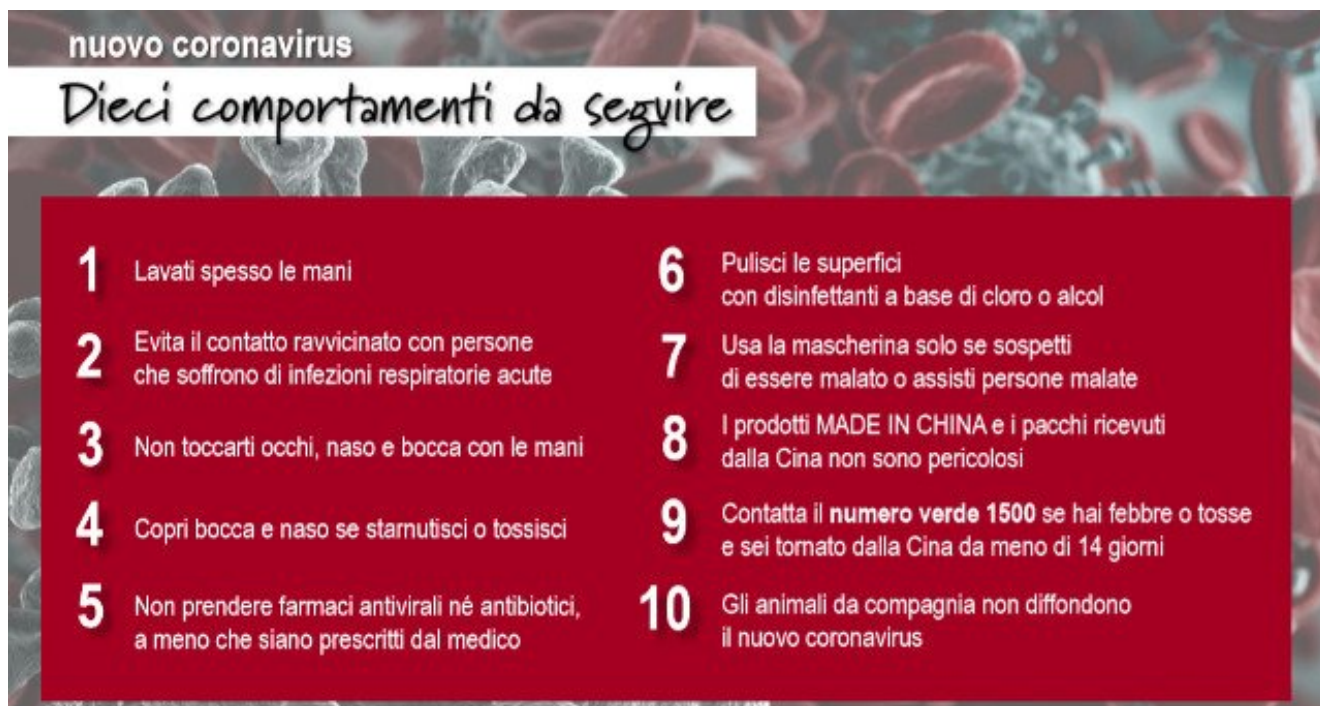 nuovo coronavirus
Dieci comportamenti da seguire
1 Lavati spesso le mani
2 Evita il contatto ravvicinato con persone
che soffrono di infezioni respiratorie acute
3 Non toccarti occhi, naso e bocca con le mani
4 Copri bocca e naso se starnutisci o tossisci
5 Non prendere farmaci antivirali né antibiotici,
a meno che siano prescritti dal medico
6 Pulisci le superfici
con disinfettanti a base di cloro o alcol
7 Usa la mascherina solo se sospetti
di essere malato o assisti persone malate
8 I prodotti MADE IN CHINA e i pacchi ricevuti
dalla Cina non sono pericolosi
9 Contatta il numero verde 1500 se hai febbre o tosse
e sei tornato dalla Cina da meno di 14 giorni
10 Gli animali da compagnia non diffondono
il nuovo coronavirus